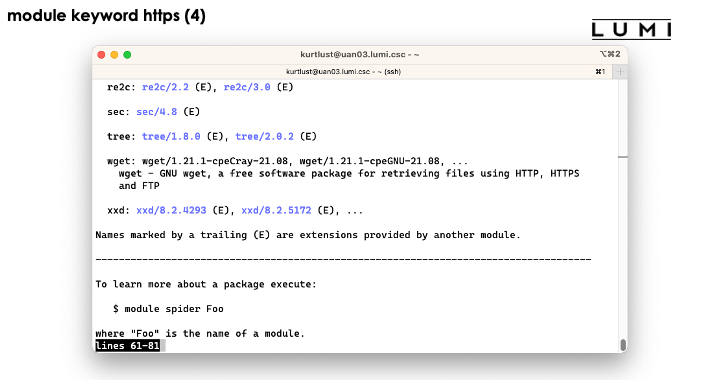 module keyword https (4)
LUMI
kurtlust@uan03.lumi.csc - ~
⌥⌘2
kurtlust@uan03.lumi.csc - ~ (ssh)
⌘1
+
re2c: re2c/2.2 (E), re2c/3.0 (E)
sec: sec/4.8 (E)
tree: tree/1.8.0 (E), tree/2.0.2 (E)
wget: wget/1.21.1-cpeCray-21.08, wget/1.21.1-cpeGNU-21.08, ...
wget - GNU wget, a free software package for retrieving files using HTTP, HTTPS
and FTP
xxd: xxd/8.2.4293 (E), xxd/8.2.5172 (E), ...
Names marked by a trailing (E) are extensions provided by another module.
------------------------------------------------------------------------------------
To learn more about a package execute:
$ module spider Foo
where "Foo" is the name of a module.
lines 61-81